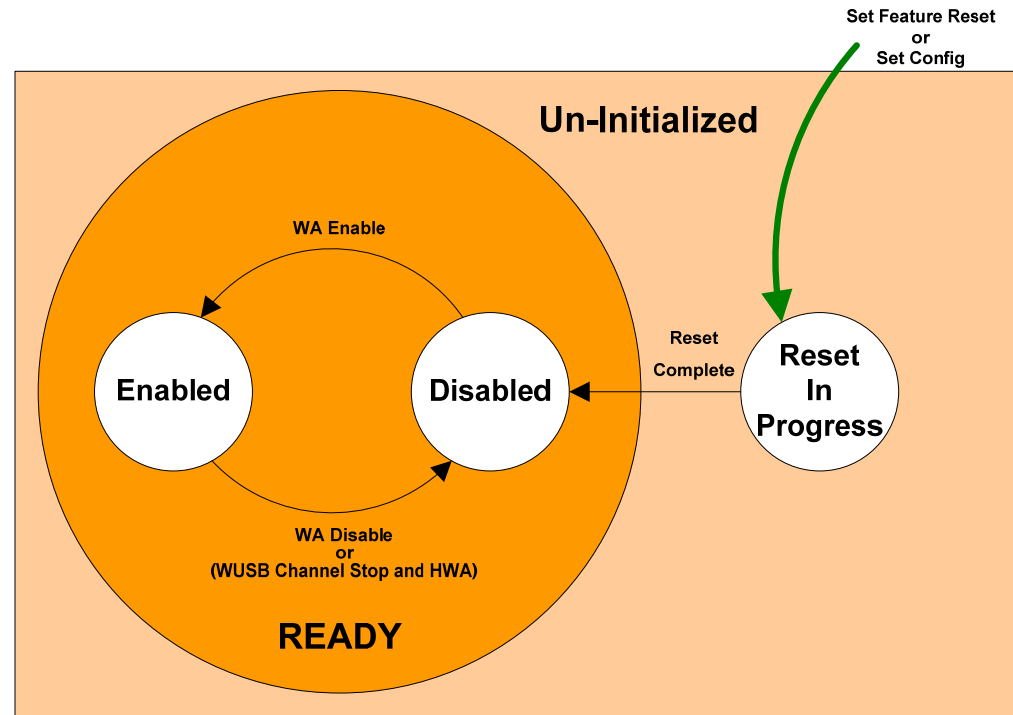 Set Feature Reset
or
Set Config
Un-Initialized
WA Enable
Enabled
Disabled
Reset
Complete
Reset
In
Progress
WA Disable
or
(WUSB Channel Stop and HWA)
READY